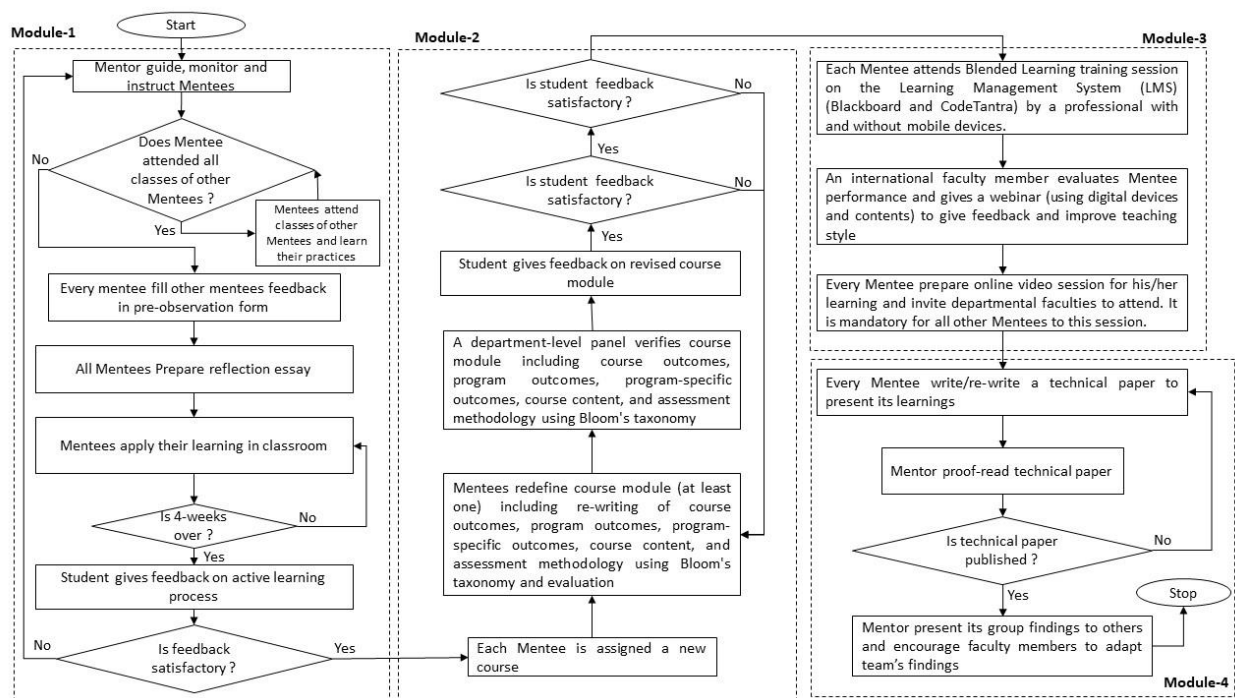 Start
Module-1
Mentor guide, monitor and
instruct Mentees
Does Mentee
attended all
classes of other
Mentees ?
No
Yes
Mentees attend
classes of other
Mentees and learn
their practices
Every mentee fill other mentees feedback
in pre-observation form
All Mentees Prepare reflection essay
Mentees apply their learning in classroom
Is 4-weeks
over ?
No
Yes
Student gives feedback on active learning
process
Is feedback
satisfactory ?
No
Yes
Module-2
Is student feedback
satisfactory ?
No
Yes
Is student feedback
satisfactory ?
No
Yes
Student gives feedback on revised course
module
A department-level panel verifies course
module including course outcomes,
program outcomes, program-specific
outcomes, course content, and
assessment methodology using Bloom's
taxonomy
Mentees redefine course module (at least
one) including re-writing of course
outcomes, program outcomes, program-
specific outcomes, course content, and
assessment methodology using Bloom's
taxonomy and evaluation
Each Mentee is assigned a new
course
Module-3
Each Mentee attends Blended Learning training session
on the Learning Management System (LMS)
(Blackboard and CodeTantra) by a professional with
and without mobile devices.
An international faculty member evaluates Mentee
performance and gives a webinar (using digital devices
and contents) to give feedback and improve teaching
style
Every Mentee prepare online video session for his/her
learning and invite departmental faculties to attend. It
is mandatory for all other Mentees to this session.
Every Mentee write/re-write a technical paper to
present its learnings
Mentor proof-read technical paper
Is technical paper
published ?
No
Yes
Stop
Mentor present its group findings to others
and encourage faculty members to adapt
team's findings
Module-4